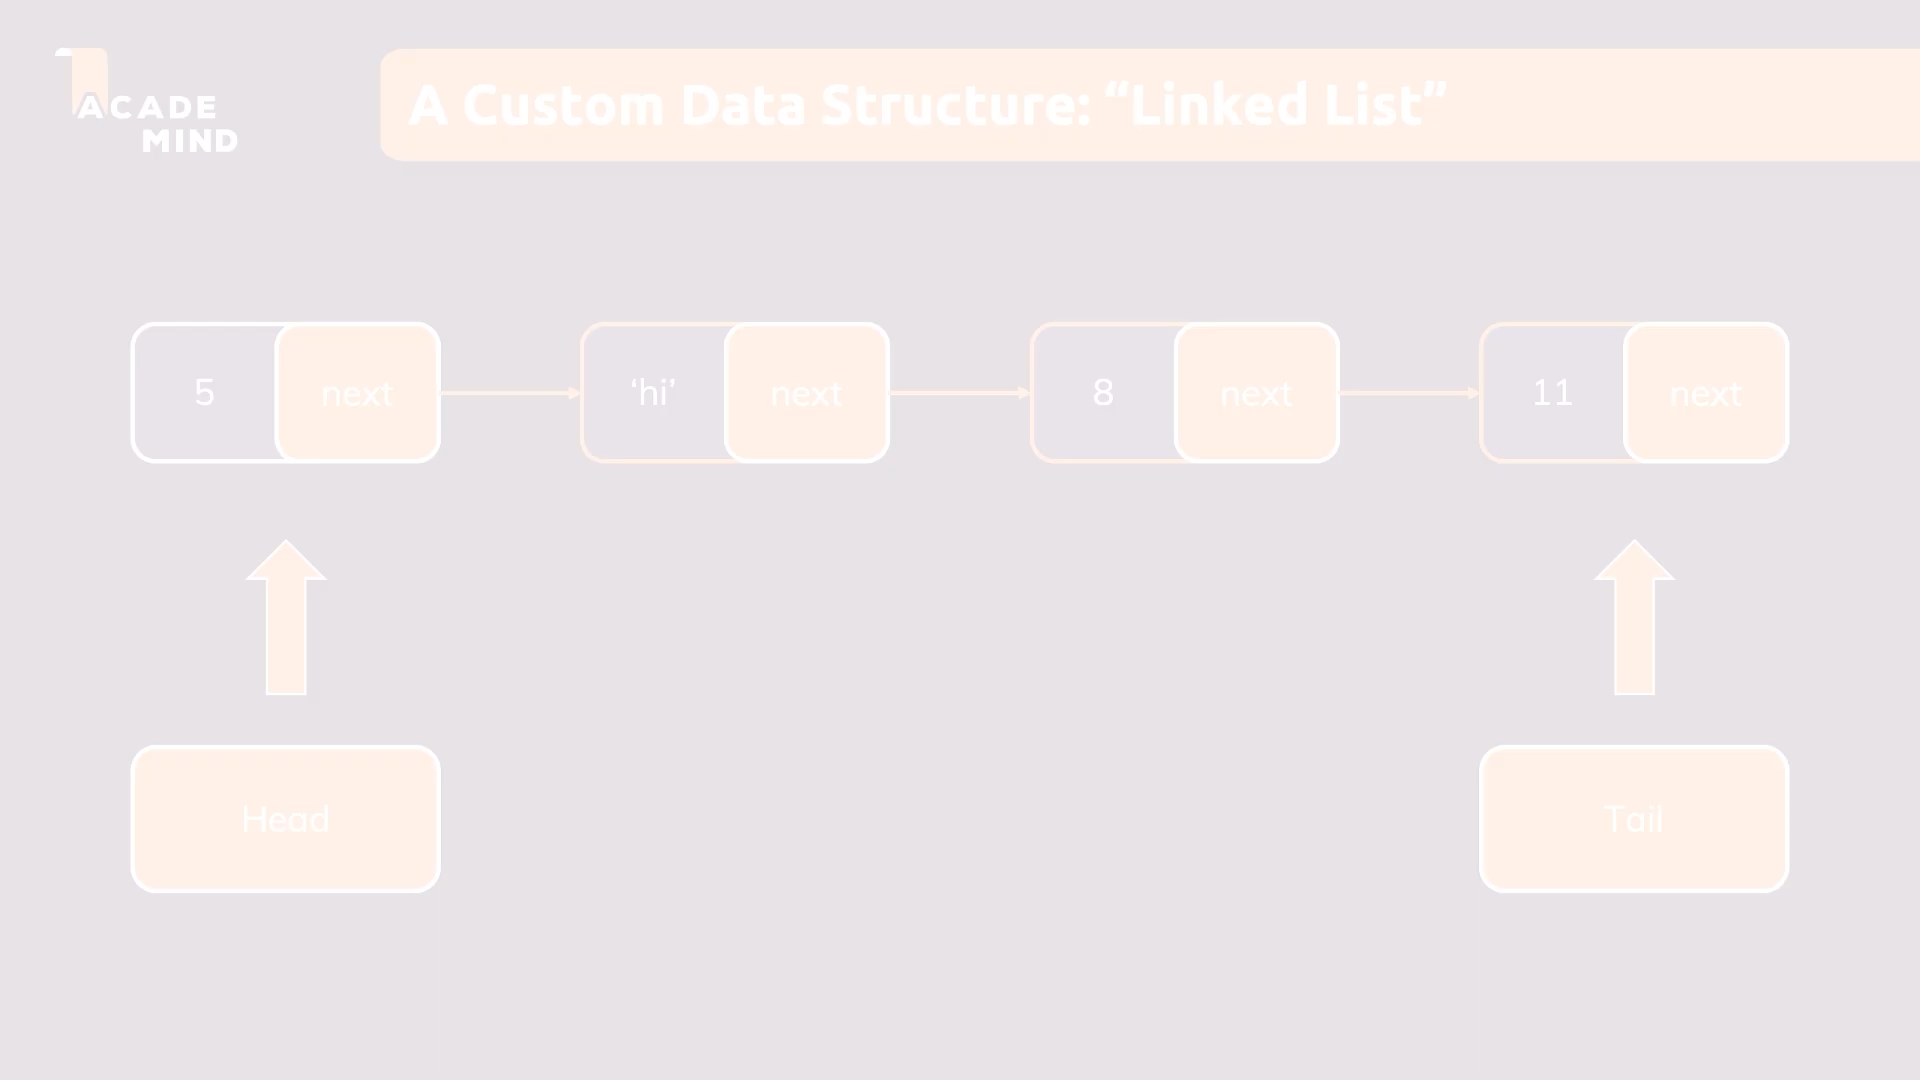 ACADE
MIND
A Custom Data Structure: “Linked List”
5 next ‘hi’ next 8 next 11 next
Head Tail